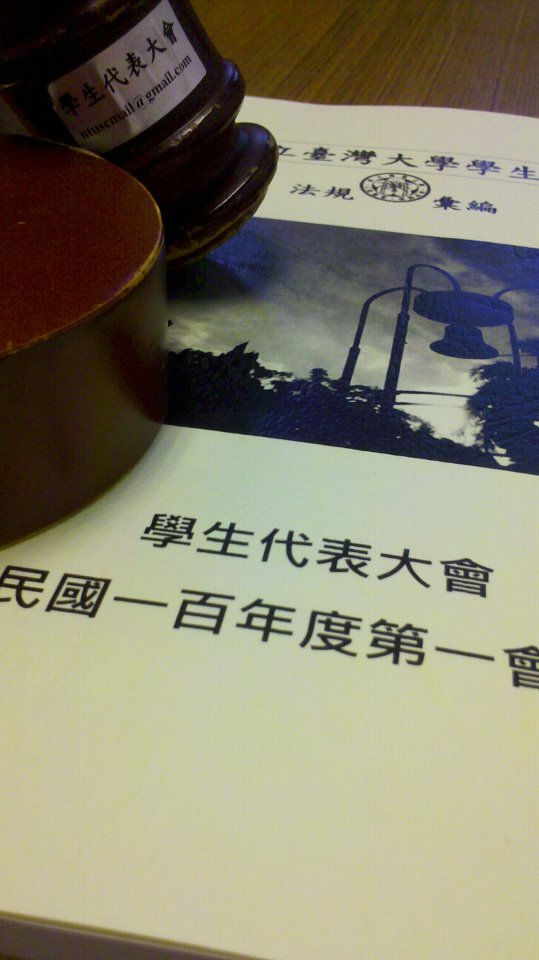 學生代表大會
ntuscmail@gmail.com
立臺灣大學學生
法規 彙編
學生代表大會
民國一百年度第一會